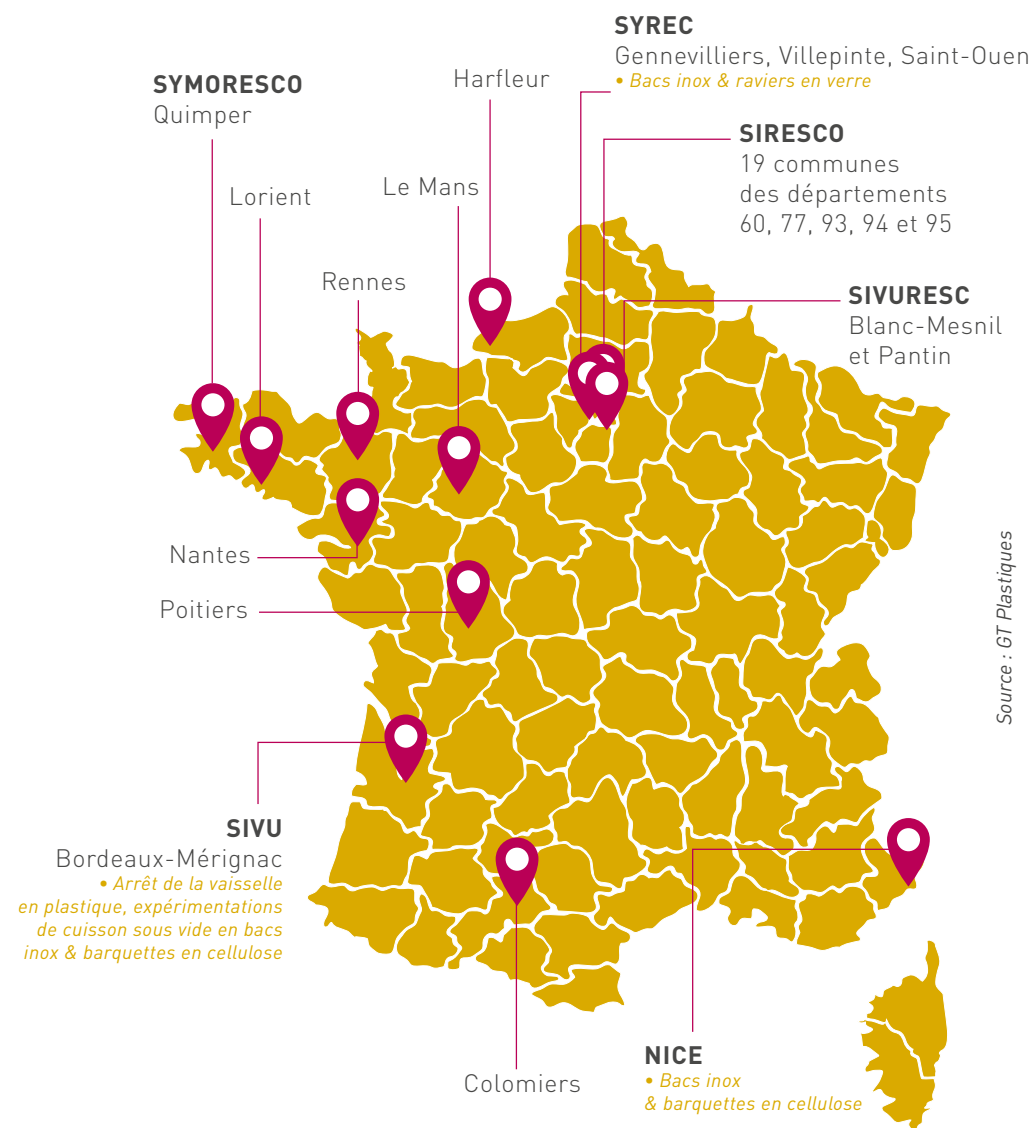 SYREC
Gennevilliers, Villepinte, Saint-Ouen
• Bacs inox & raviers en verre
SYMORESCO
Quimper
Harfleur
SIRESCO
19 communes
des départements
60, 77, 93, 94 et 95
Lorient
Le Mans
Rennes
SIVURESC
Blanc-Mesnil
et Pantin
Nantes
Poitiers
Source : GT Plastiques
SIVU
Bordeaux-Mérignac
• Arrêt de la vaisselle
en plastique, expérimentations
de cuisson sous vide en bacs
inox & barquettes en cellulose
Colomiers
NICE
• Bacs inox
& barquettes en cellulose